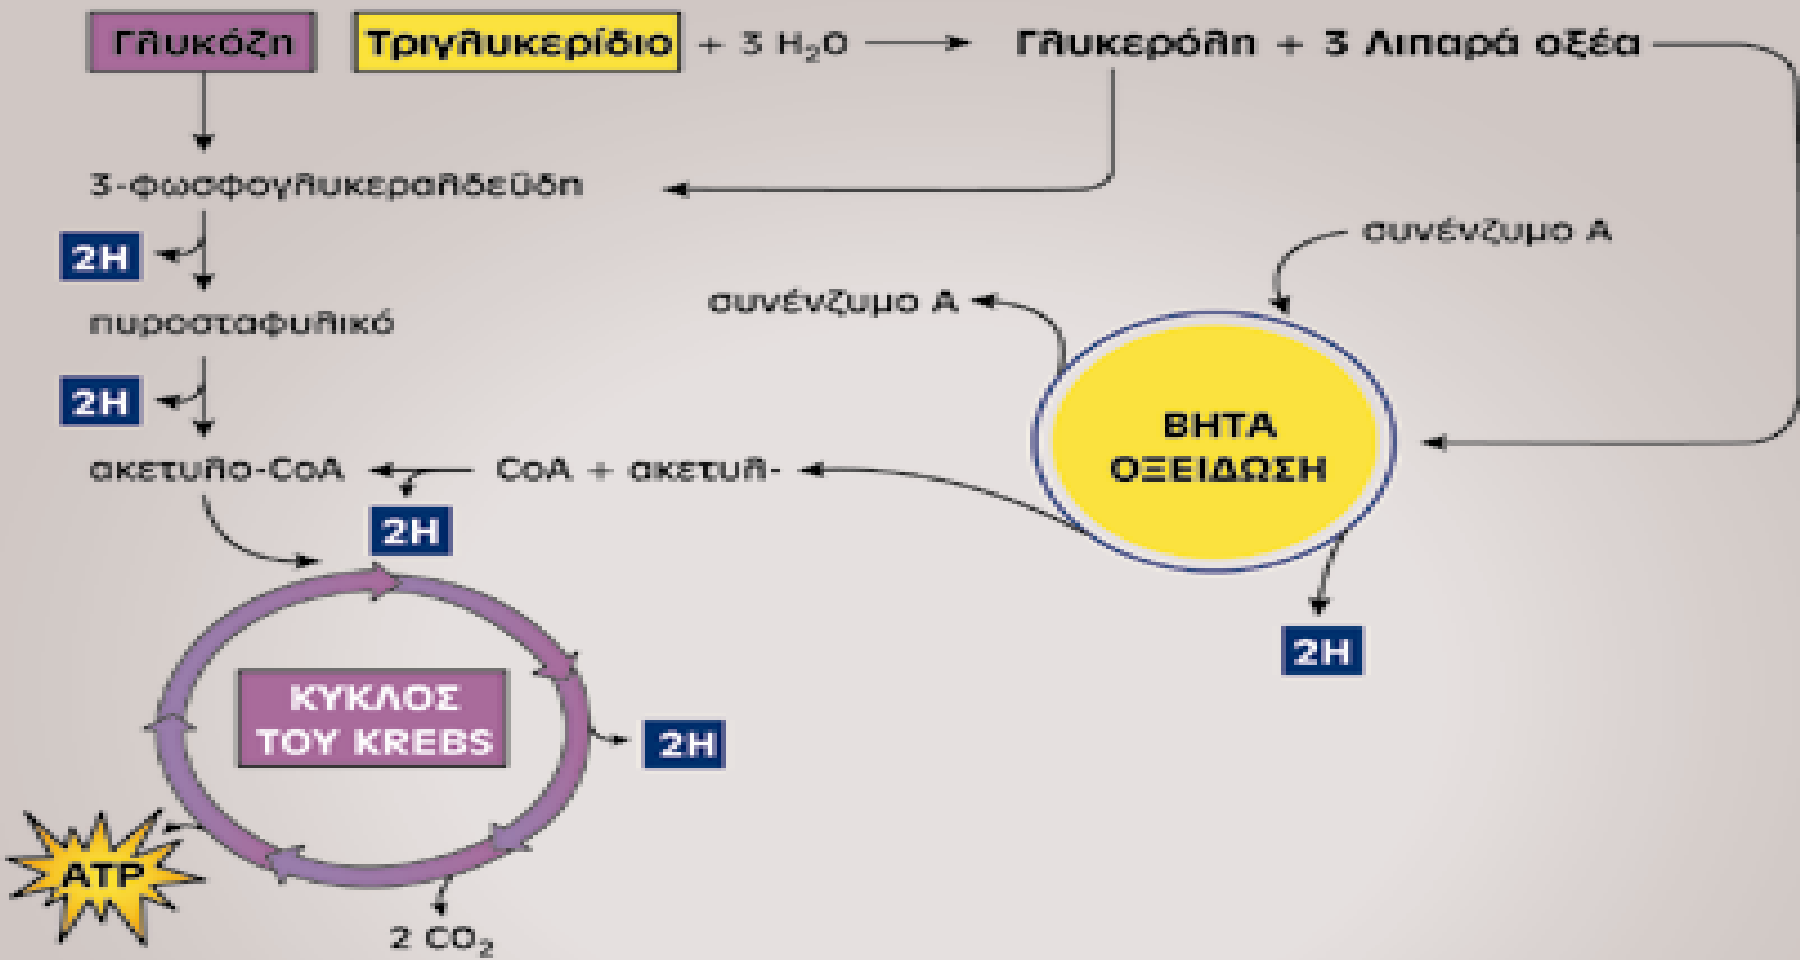 Γλυκόζη
Τριγλυκερίδιο + 3 H₂O
Γλυκερόλη + 3 Λιπαρά οξέα
3-φωσφογλυκεραλδεΰδη
συνένζυμο Α
2H
συνένζυμο Α
πυροσταφυλικό
2H
ΒΗΤΑ
ΟΞΕΙΔΩΣΗ
ακετυλο-CoA
CoA + ακετυλ-
2H
2H
ΚΥΚΛΟΣ
ΤΟΥ KREBS
2H
ATP
2 CO₂